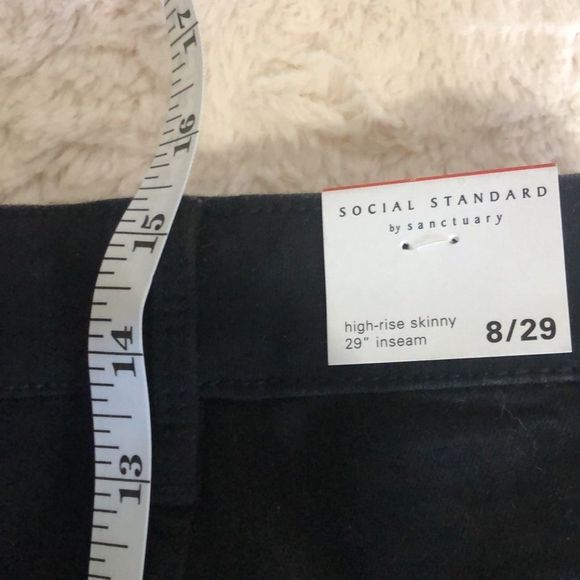 17
16
15
14
13
SOCIAL STANDARD
by sanctuary
high-rise skinny
29" inseam
8/29